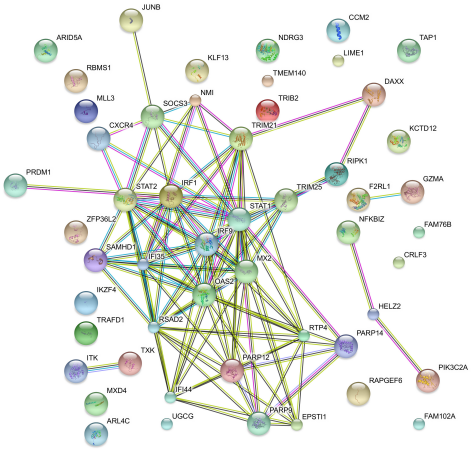 JUNB
CCM2
NDRG3
TAP1
ARID5A
LIME1
KLF13
RBMS1
TMEM140
DAXX
NMI
MLL3
SOCS3
TRIB2
CXCR4
TRIM21
KCTD12
RIPK1
PRDM1
STAT2
IRF1
TRIM25
F2RL1
GZMA
STAT1
ZFP36L2
NFKBIZ
FAM76B
IRF9
SAMHD1
IFI35
MX2
CRLF3
OAS2
IKZF4
HELZ2
RSAD2
TRAFD1
RTP4
PARP14
ITK
TXK
PARP12
PIK3C2A
RAPGEF6
MXD4
IFI44
UGCG
PARP9
EPSTI1
FAM102A
ARL4C